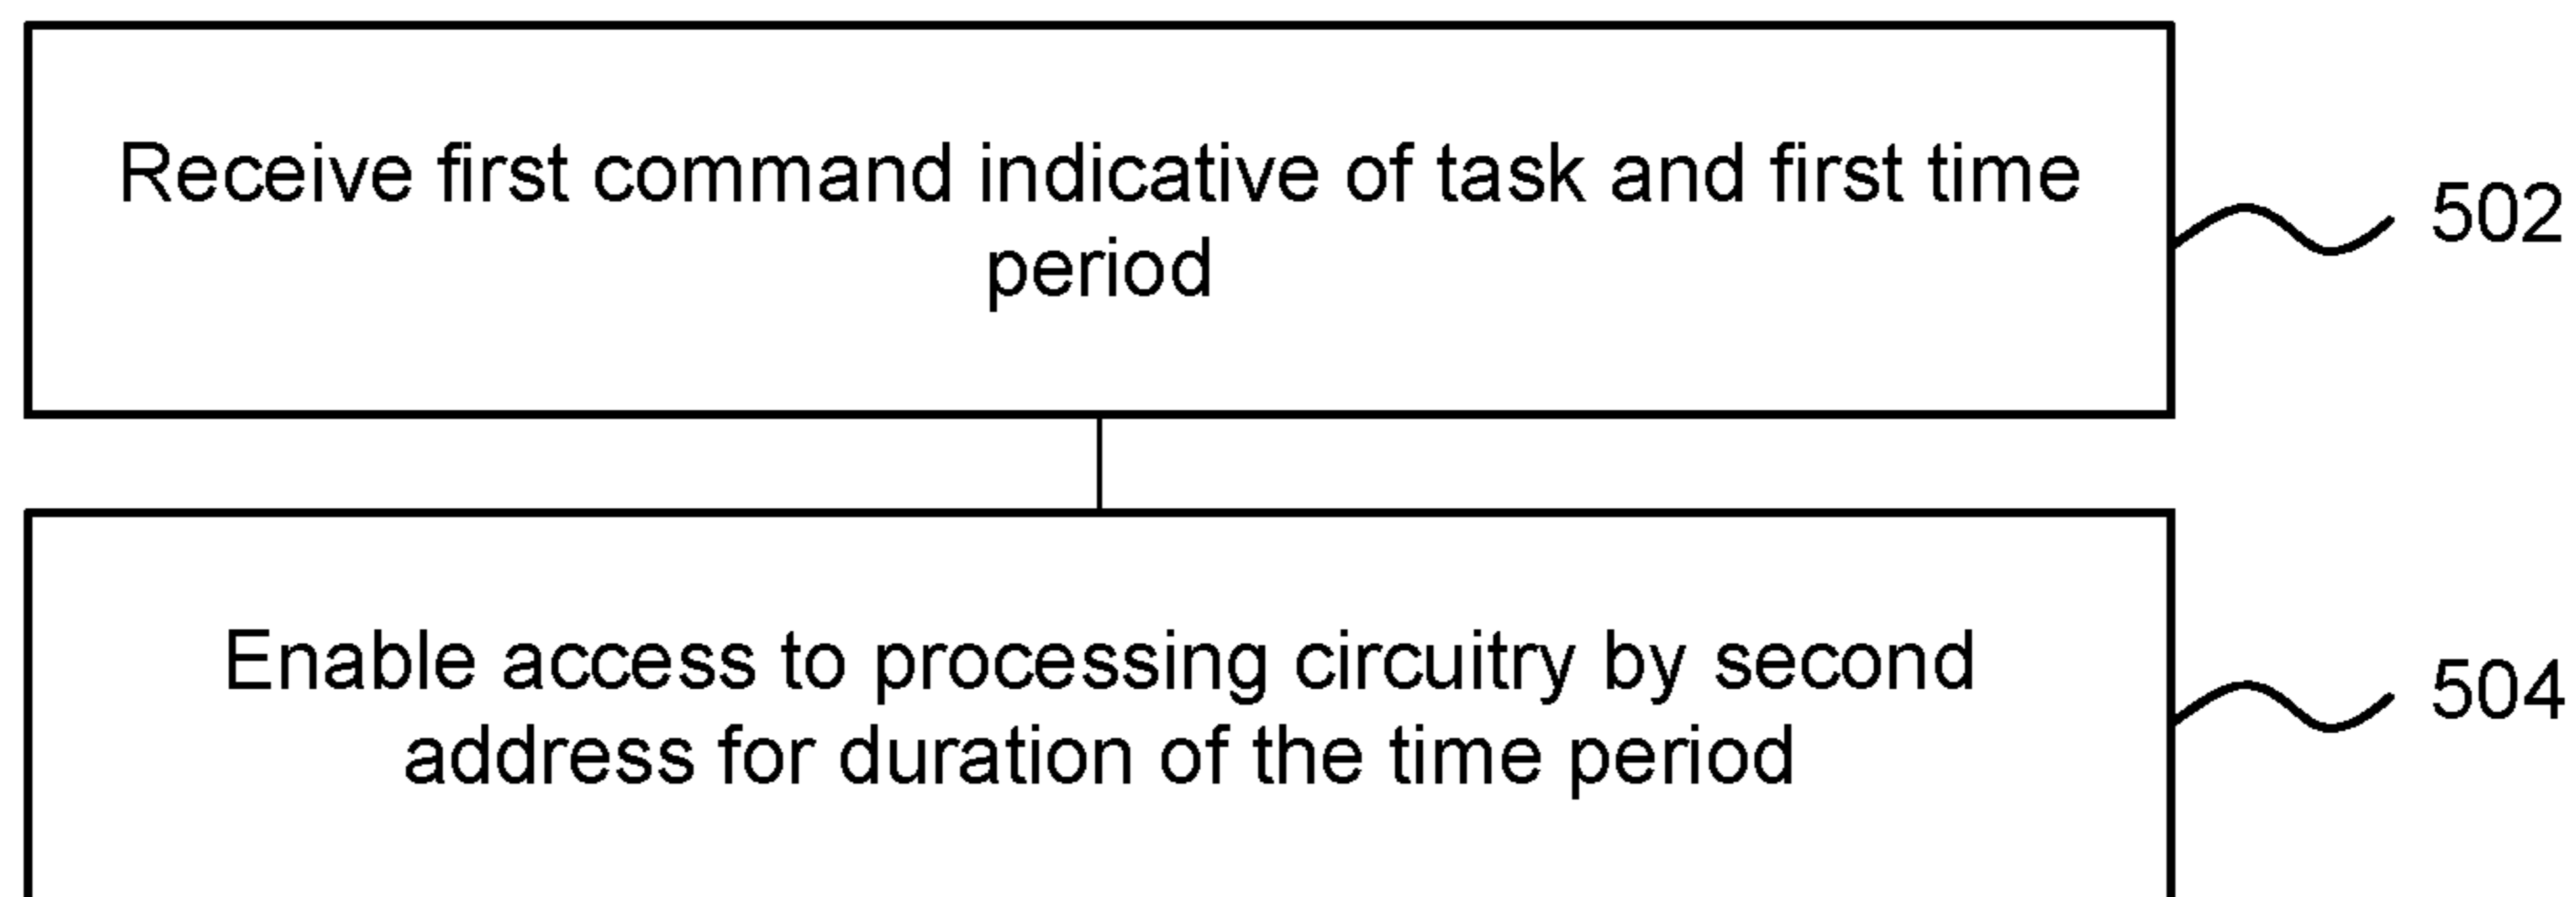 Receive first command indicative of task and first time
period
502
Enable access to processing circuitry by second
address for duration of the time period
504